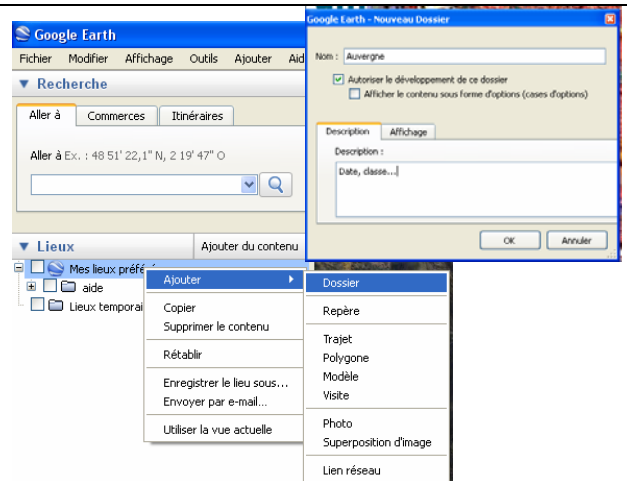 Google Earth
Fichier Modifier Affichage Outils Ajouter Aid
Recherche
Aller à Commerces Itinéraires
Aller à Ex. : 48 51' 22,1" N, 2 19' 47" O
Lieux Ajouter du contenu
Mes lieux préfé
aide
Lieux temporai
Ajouter
Copier
Supprimer le contenu
Rétablir
Enregistrer le lieu sous...
Envoyer par e-mail...
Utiliser la vue actuelle
Dossier
Repère
Trajet
Polygone
Modèle
Visite
Photo
Superposition d'image
Lien réseau
Google Earth - Nouveau Dossier
Nom : Auvergne
Autoriser le développement de ce dossier
Afficher le contenu sous forme d'options (cases d'options)
Description Affichage
Description :
Date, classe...
OK Annuler